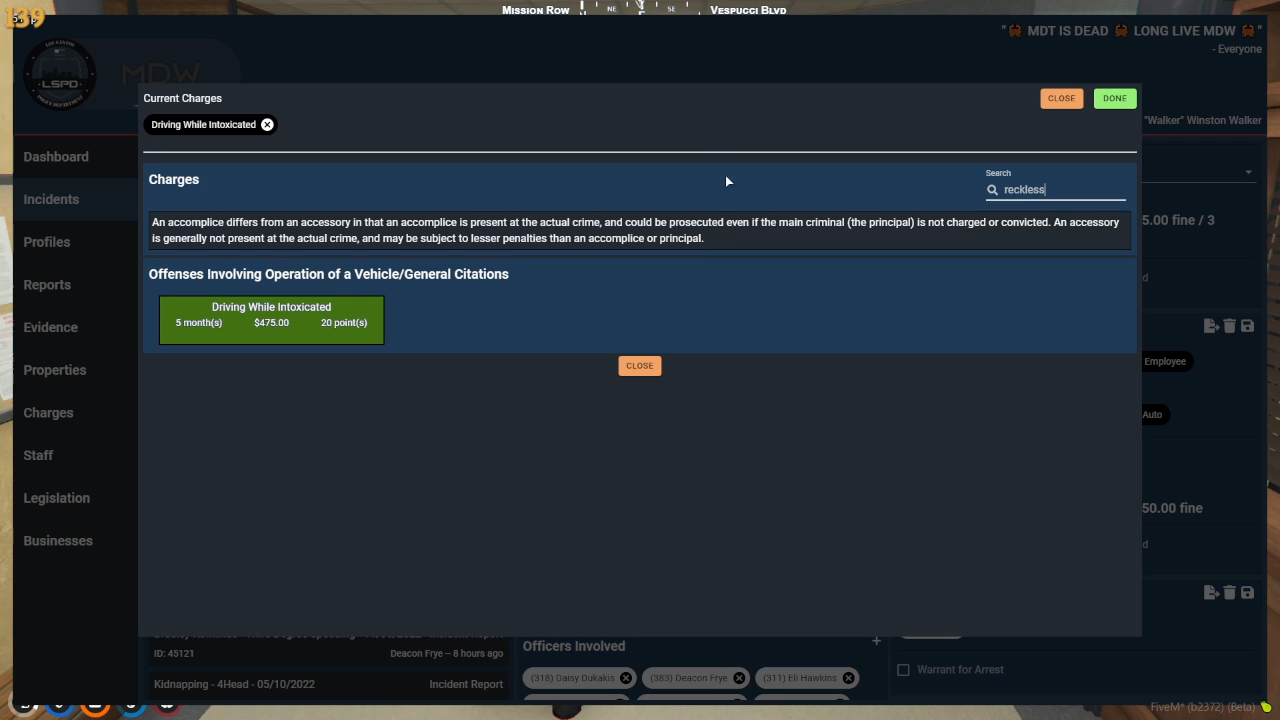 139
Mission Row
NE
SE
Vespucci Blvd
" MDT IS DEAD LONG LIVE MDW "
- Everyone
LSPD
MDW
"Walker" Winston Walker
Current Charges
CLOSE
DONE
Driving While Intoxicated
Dashboard
Incidents
Profiles
Reports
Evidence
Properties
Charges
Staff
Legislation
Businesses
Charges
Search
reckless
An accomplice differs from an accessory in that an accomplice is present at the actual crime, and could be prosecuted even if the main criminal (the principal) is not charged or convicted. An accessory
is generally not present at the actual crime, and may be subject to lesser penalties than an accomplice or principal.
Offenses Involving Operation of a Vehicle/General Citations
Driving While Intoxicated
5 month(s) $475.00 20 point(s)
CLOSE
5.00 fine / 3
d
Employee
Auto
50.00 fine
d
ID: 45121
Deacon Frye – 8 hours ago
Kidnapping - 4Head - 05/10/2022
Incident Report
Officers Involved
(318) Daisy Dukakis
(383) Deacon Frye
(311) Eli Hawkins
Warrant for Arrest
FiveM* (b2372) (Beta)